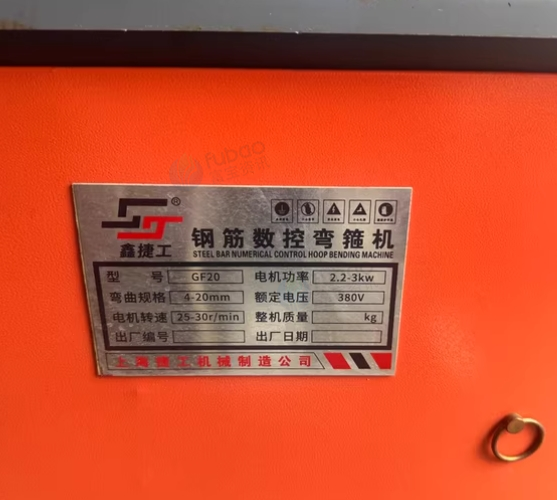 fubao
®
鑫捷工
钢筋数控弯箍机
STEEL BAR NUMERICAL CONTROL HOOP BENDING MACHINE
型 号 GF20 电机功率 2.2-3kw
弯曲规格 4-20mm 额定电压 380V
电机转速 25-30r/min 整机质量 kg
出厂编号 出厂日期
上海捷工机械制造公司